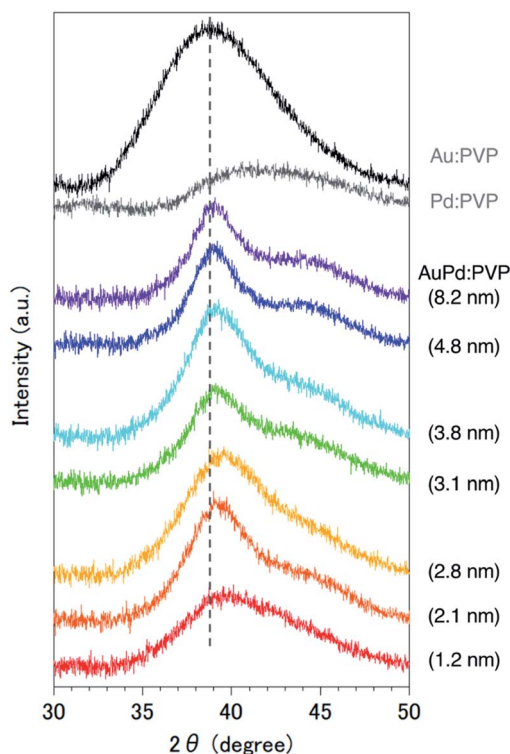 Au:PVP
Pd:PVP
AuPd:PVP
(8.2 nm)
(4.8 nm)
(3.8 nm)
(3.1 nm)
(2.8 nm)
(2.1 nm)
(1.2 nm)
Intensity (a.u.)
30 35 40 45 50
2θ (degree)